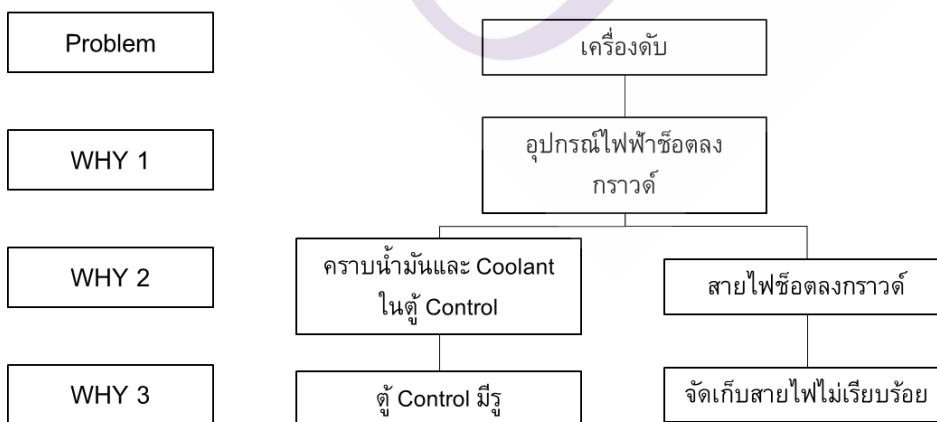 Problem
เครื่องดับ
WHY 1
อุปกรณ์ไฟฟ้าช็อตลง
กราวด์
WHY 2
คราบน้ำมันและ Coolant
ในตู้ Control
สายไฟช็อตลงกราวด์
WHY 3
ตู้ Control มีรู
จัดเก็บสายไฟไม่เรียบร้อย